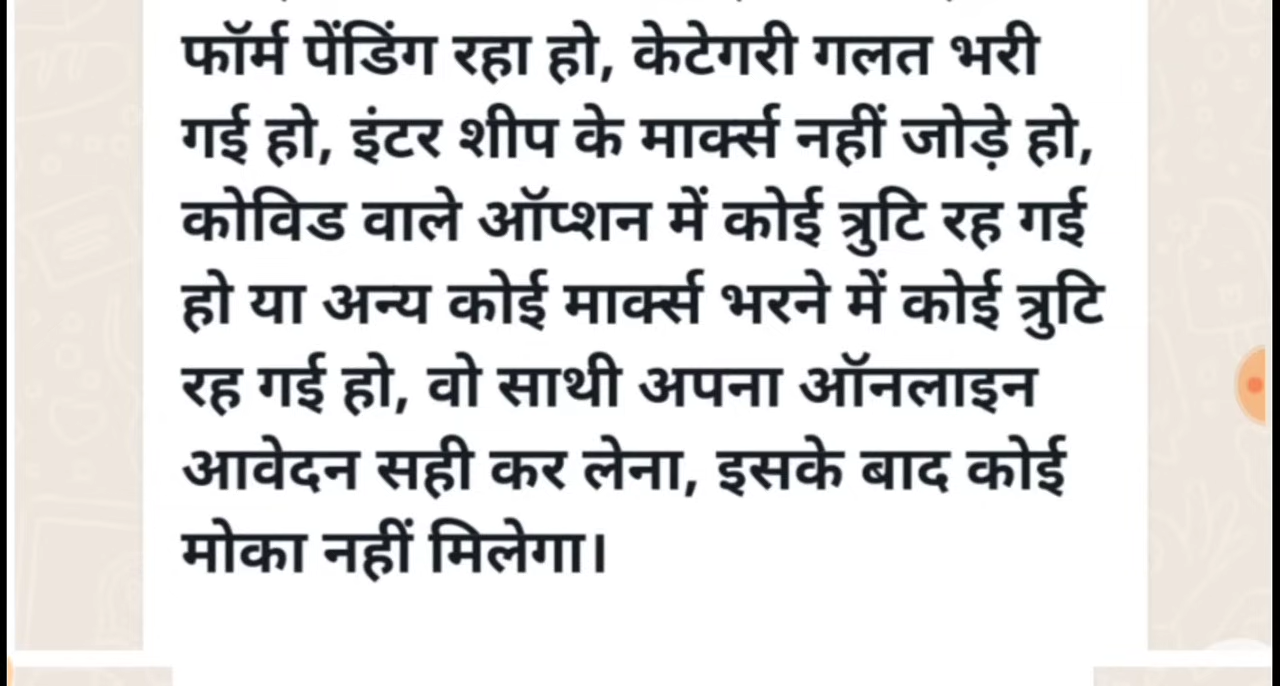 फॉर्म पेंडिंग रहा हो, केटेगरी गलत भरी
गई हो, इंटर शीप के मार्क्स नहीं जोड़े हो,
कोविड वाले ऑप्शन में कोई त्रुटि रह गई
हो या अन्य कोई मार्क्स भरने में कोई त्रुटि
रह गई हो, वो साथी अपना ऑनलाइन
आवेदन सही कर लेना, इसके बाद कोई
मोका नहीं मिलेगा।